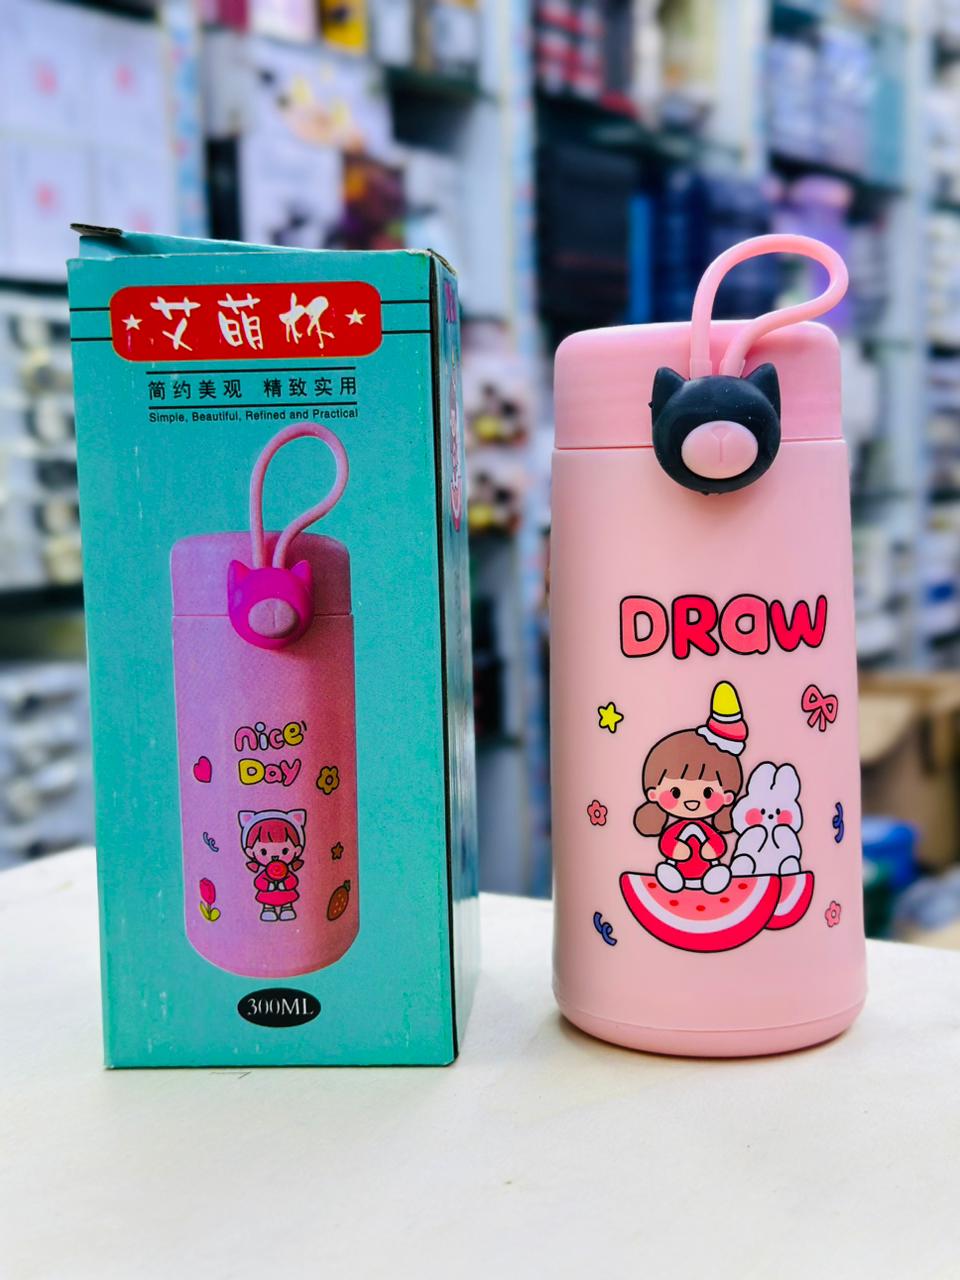 艾萌杯
简约美观 精致实用
Simple, Beautiful, Refined and Practical
nice
Day
300ML
DRaW